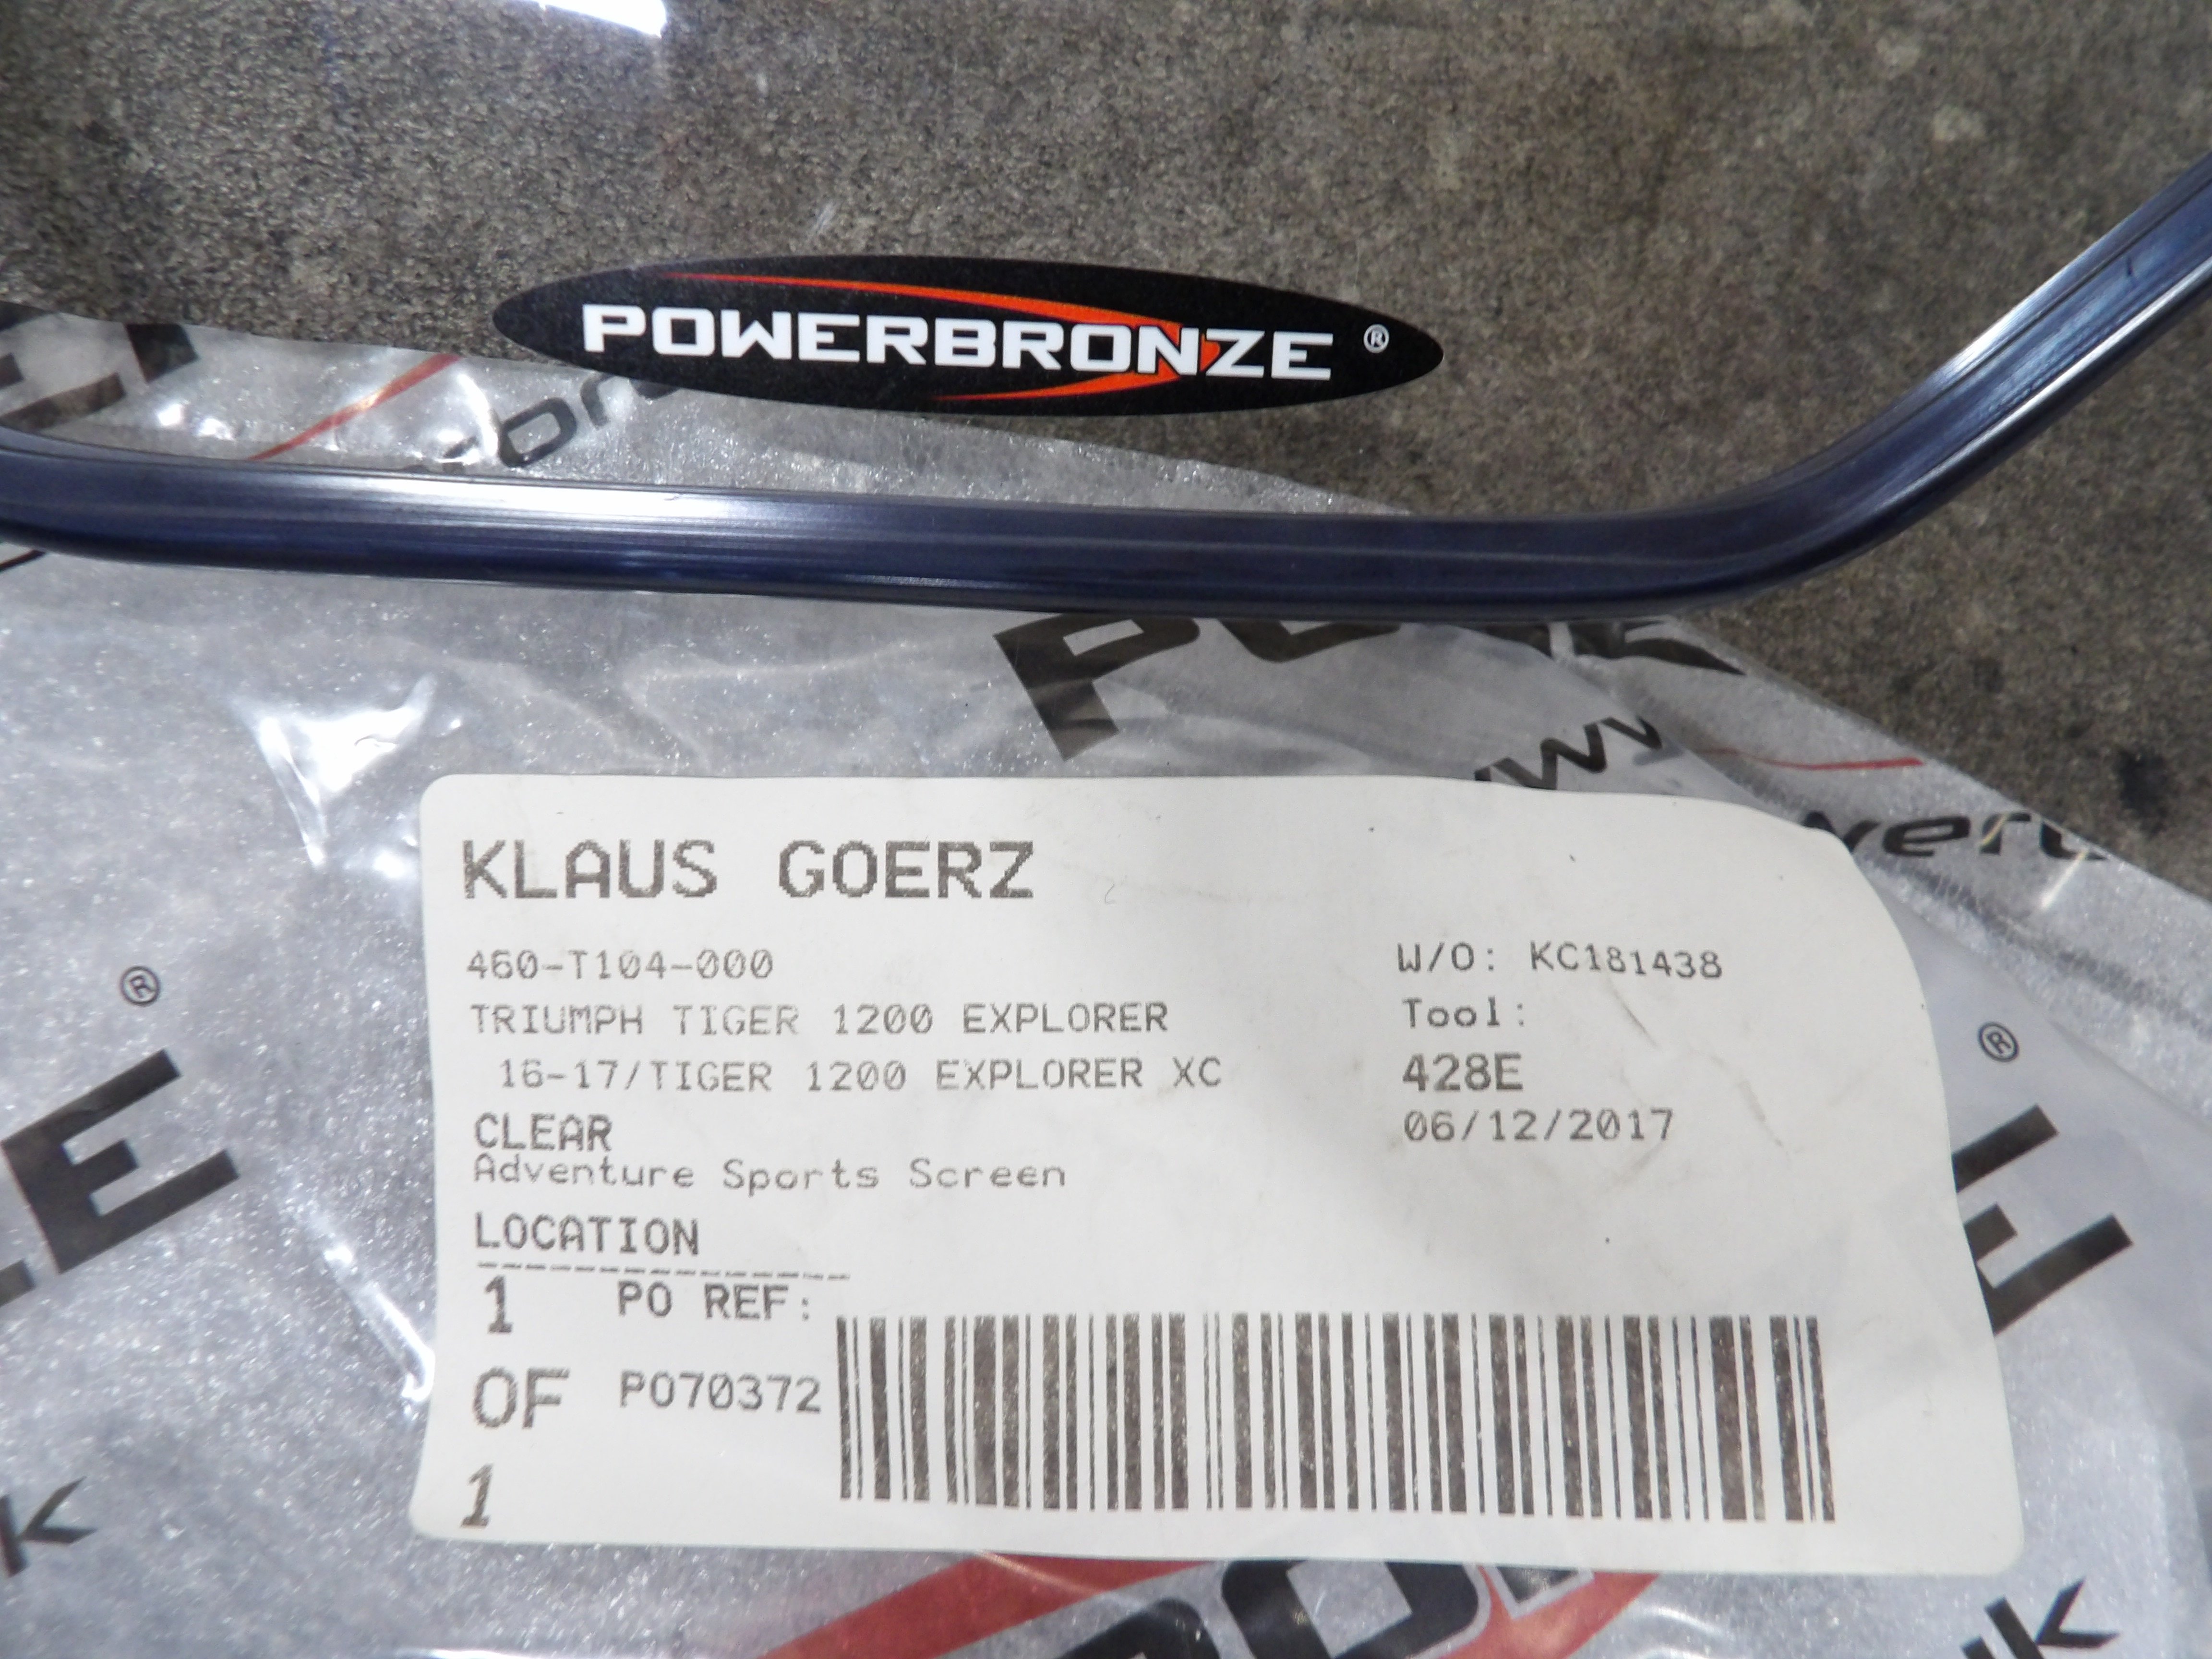 POWERBRONZE ®
KLAUS GOERZ
460-T104-000
W/O: KC181438
TRIUMPH TIGER 1200 EXPLORER
Tool:
16-17/TIGER 1200 EXPLORER XC
428E
CLEAR
06/12/2017
Adventure Sports Screen
LOCATION
1 PO REF:
OF PO70372
1
®
®
E
E